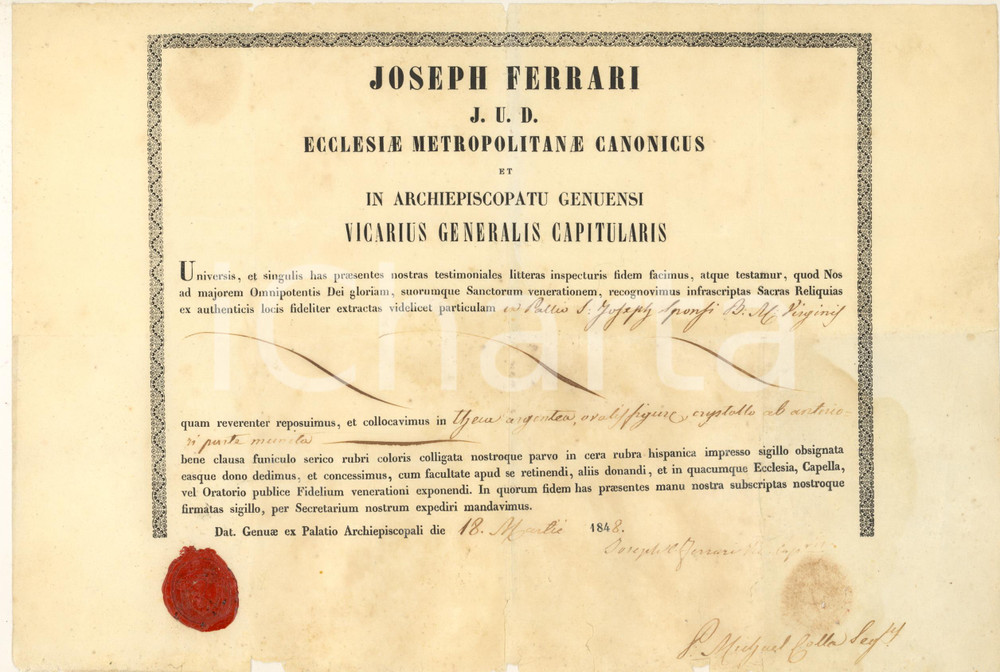 JOSEPH FERRARI
J. U. D.
ECCLESIÆ METROPOLITANÆ CANONICUS
ET
IN ARCHIEPISCOPATU GENUENSI
VICARIUS GENERALIS CAPITULARIS
Universis, et singulis has præsentes nostras testimoniales litteras inspecturis fidem facimus, atque testamur, quod Nos
ad majorem Omnipotentis Dei gloriam, suorumque Sanctorum venerationem, recognovimus infrascriptas Sacras Reliquias
ex authenticis locis fideliter extractas videlicet particulam ex Pallio S. Joseph Sponsi B. M. Virginis
iCharta
quam reverenter reposuimus, et collocavimus in theca argentea, ovalis figuræ, crystallo ab anterio-
ri parte munita
bene clausa funiculo serico rubri coloris colligata nostroque parvo in cera rubra hispanica impresso sigillo obsignata
easque dono dedimus, et concessimus, cum facultate apud se retinendi, aliis donandi, et in quacumque Ecclesia, Capella,
vel Oratorio publice Fidelium venerationi exponendi. In quorum fidem has præsentes manu nostra subscriptas nostroque
firmatas sigillo, per Secretarium nostrum expediri mandavimus.
Dat. Genuæ ex Palatio Archiepiscopali die 18. Martii 1848.
Joseph Ferrari
P. Michael Colla